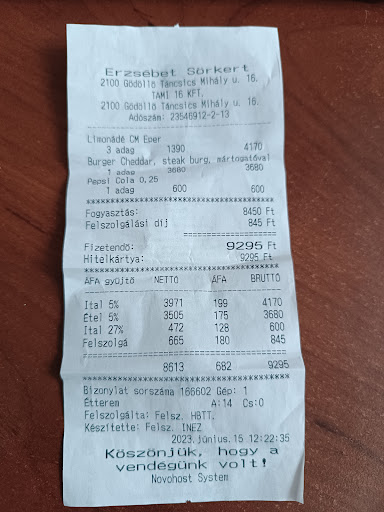 Erzsébet Sörkert
2100 Gödöllő Táncsics Mihály u. 16.
TAMI 16 KFT.
2100 Gödöllő Táncsics Mihály u. 16.
Adószám: 23546912-2-13
Limonádé CM Eper
3 adag 1390 4170
Burger Cheddar, steak burg, mártogatóval
1 adag 3680 3680
Pepsi Cola 0,25
1 adag 600 600
Fogyasztás: 8450 Ft
Felszolgálási díj 845 Ft
Fizetendő: 9295 Ft
Hitelkártya: 9295 Ft
ÁFA gyűjtő NETTÓ ÁFA BRUTTÓ
Ital 5% 3971 199 4170
Étel 5% 3505 175 3680
Ital 27% 472 128 600
Felszolgá 665 180 845
8613 682 9295
Bizonylat sorszáma 166602 Gép: 1
Étterem A:14 Cs:0
Felszolgálta: Felsz. HBTT.
Készítette: Felsz. INEZ
2023.június.15 12:22:35
Köszönjük, hogy a
vendégünk volt!
Novohost System